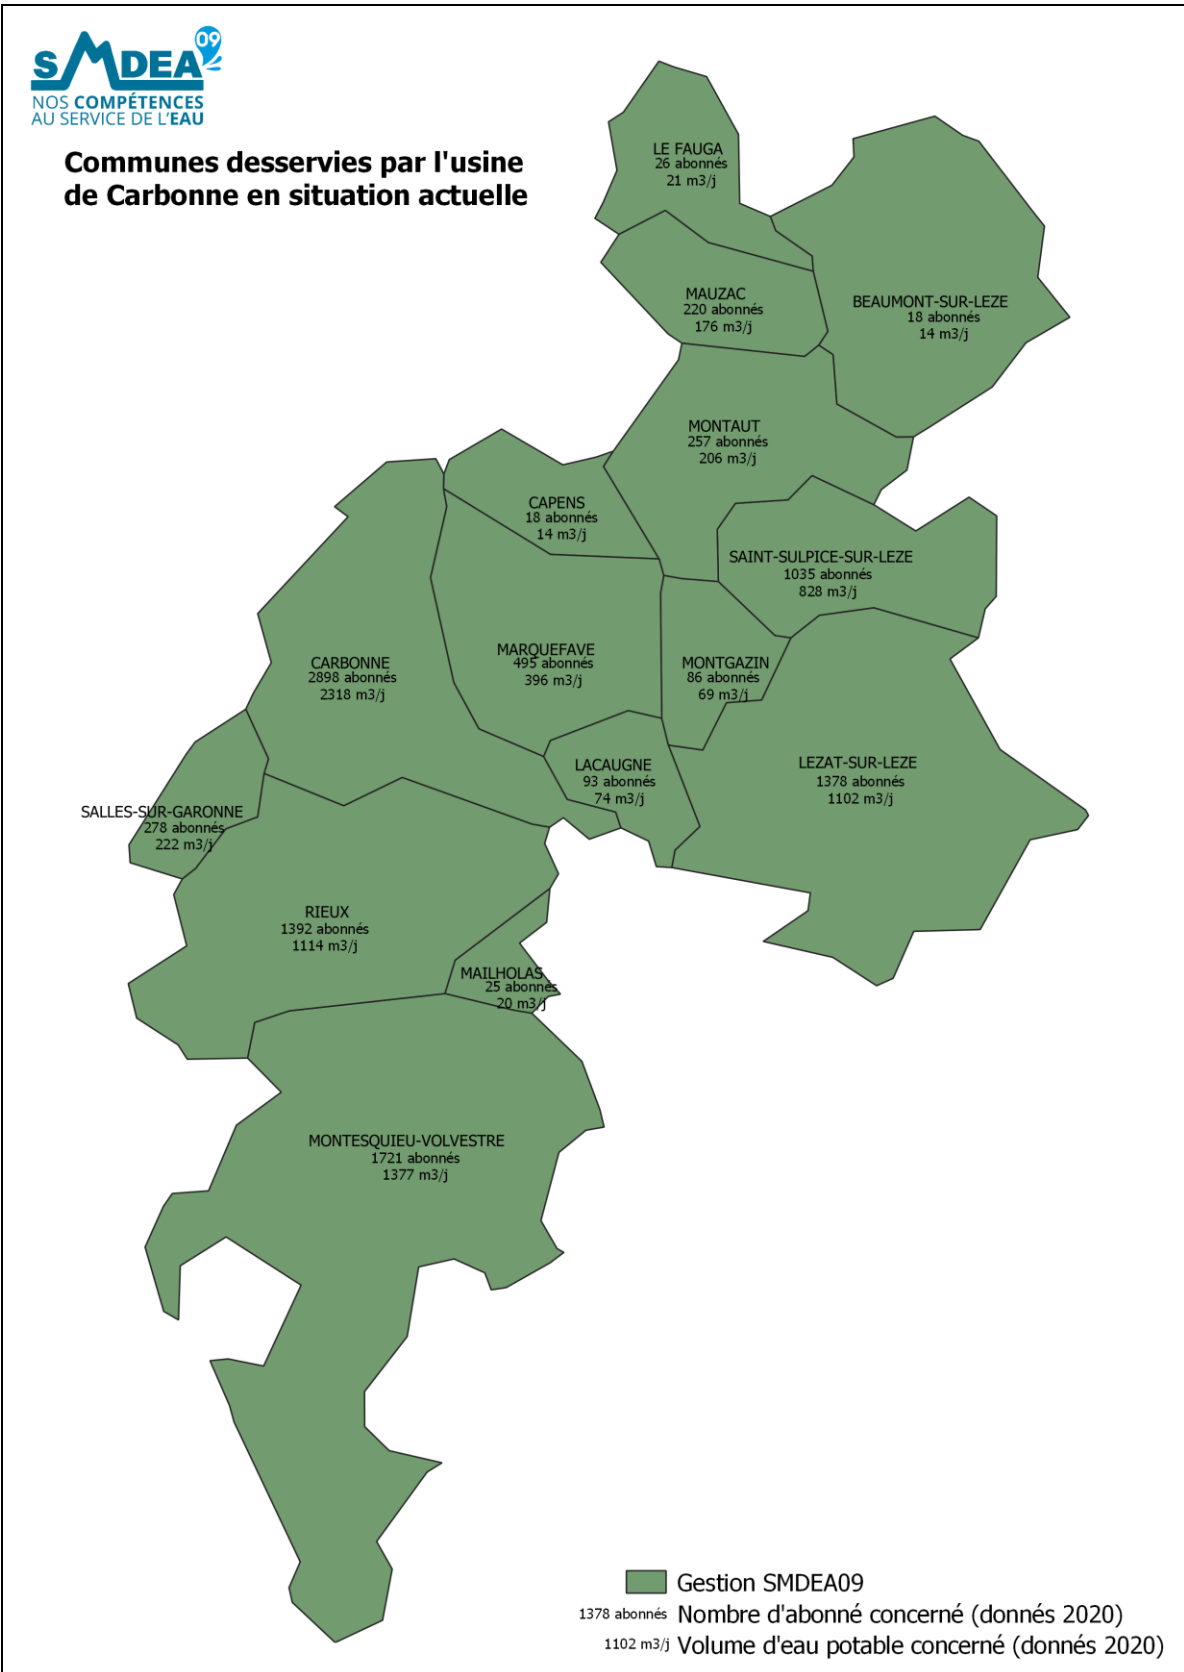 SMDEA09
NOS COMPÉTENCES
AU SERVICE DE L'EAU
Communes desservies par l'usine
de Carbonne en situation actuelle
LE FAUGA
26 abonnés
21 m3/j
MAUZAC
220 abonnés
176 m3/j
BEAUMONT-SUR-LEZE
18 abonnés
14 m3/j
MONTAUT
257 abonnés
206 m3/j
CAPENS
18 abonnés
14 m3/j
SAINT-SULPICE-SUR-LEZE
1035 abonnés
828 m3/j
CARBONNE
2898 abonnés
2318 m3/j
MARQUEFAVE
495 abonnés
396 m3/j
MONTGAZIN
86 abonnés
69 m3/j
LACAUGNE
93 abonnés
74 m3/j
LEZAT-SUR-LEZE
1378 abonnés
1102 m3/j
SALLES-SUR-GARONNE
278 abonnés
222 m3/j
RIEUX
1392 abonnés
1114 m3/j
MAILHOLAS
25 abonnés
20 m3/j
MONTESQUIEU-VOLVESTRE
1721 abonnés
1377 m3/j
Gestion SMDEA09
1378 abonnés Nombre d'abonné concerné (donnés 2020)
1102 m3/j Volume d'eau potable concerné (donnés 2020)